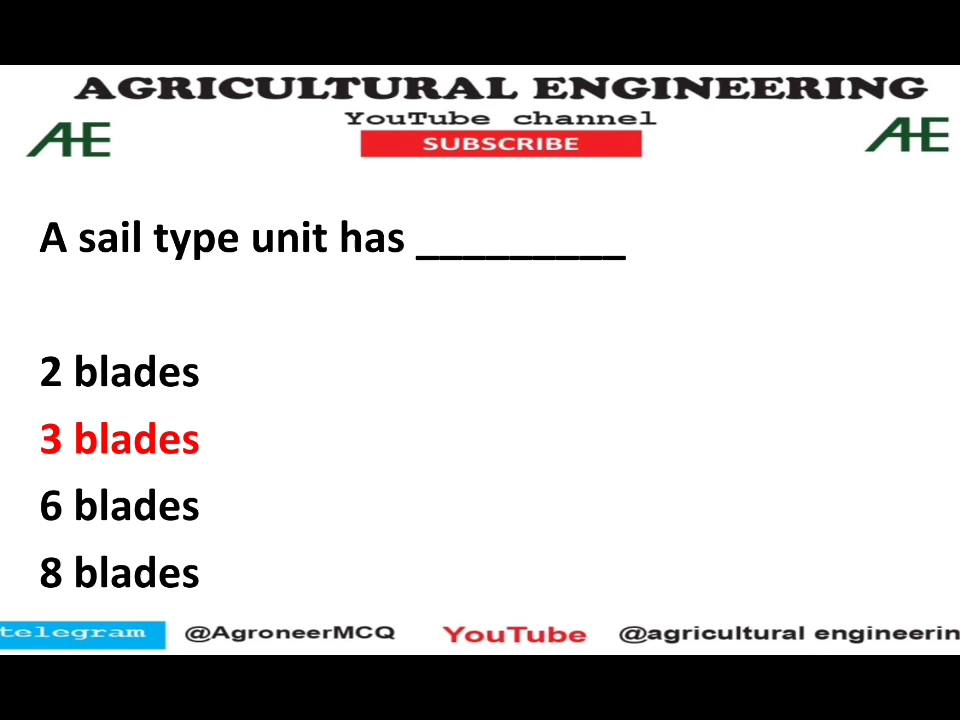 AGRICULTURAL ENGINEERING
YouTube channel
AE SUBSCRIBE AE
A sail type unit has _________
2 blades
3 blades
6 blades
8 blades
telegram @AgroneerMCQ YouTube @agricultural engineerin